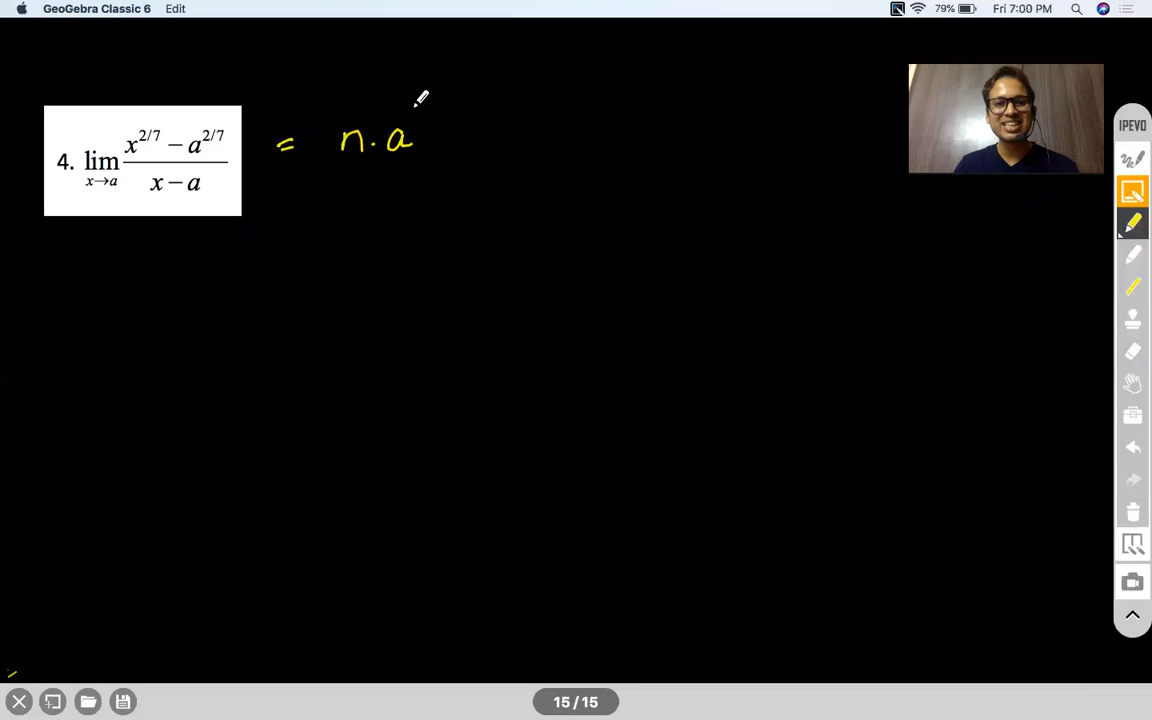 GeoGebra Classic 6 Edit 79% Fri 7:00 PM
IPEVO
4. lim x→a (x^2/7 − a^2/7)/(x − a) = n · a
15 / 15